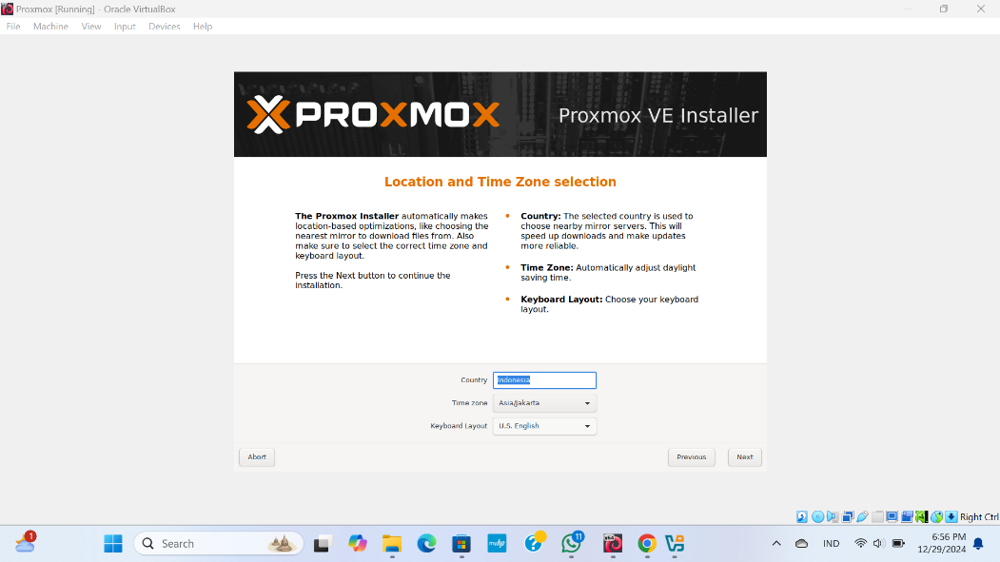 Proxmox [Running] - Oracle VirtualBox
File Machine View Input Devices Help
PROXMOX
Proxmox VE Installer
Location and Time Zone selection
The Proxmox Installer automatically makes
location-based optimizations, like choosing the
nearest mirror to download files from. Also
make sure to select the correct time zone and
keyboard layout.
Press the Next button to continue the
installation.
• Country: The selected country is used to
choose nearby mirror servers. This will
speed up downloads and make updates
more reliable.
• Time Zone: Automatically adjust daylight
saving time.
• Keyboard Layout: Choose your keyboard
layout.
Country Indonesia
Time zone Asia/Jakarta
Keyboard Layout U.S. English
Abort Previous Next
Right Ctrl
1
Search
myhp
11
x64
IND
6:56 PM
12/29/2024